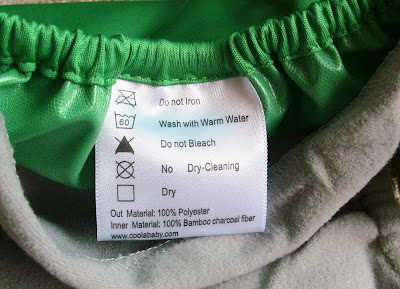 Do not Iron
60 Wash with Warm Water
Do not Bleach
No Dry-Cleaning
Dry
Out Material: 100% Polyester
Inner Material: 100% Bamboo charcoal fiber
www.coolababy.com